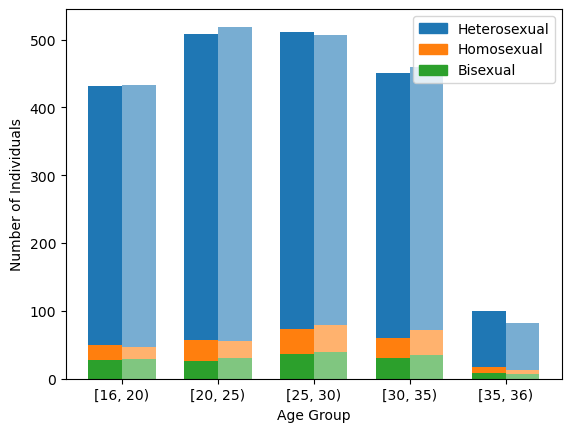 Heterosexual
Homosexual
Bisexual
Number of Individuals
500
400
300
200
100
0
[16, 20)
[20, 25)
[25, 30)
[30, 35)
[35, 36)
Age Group